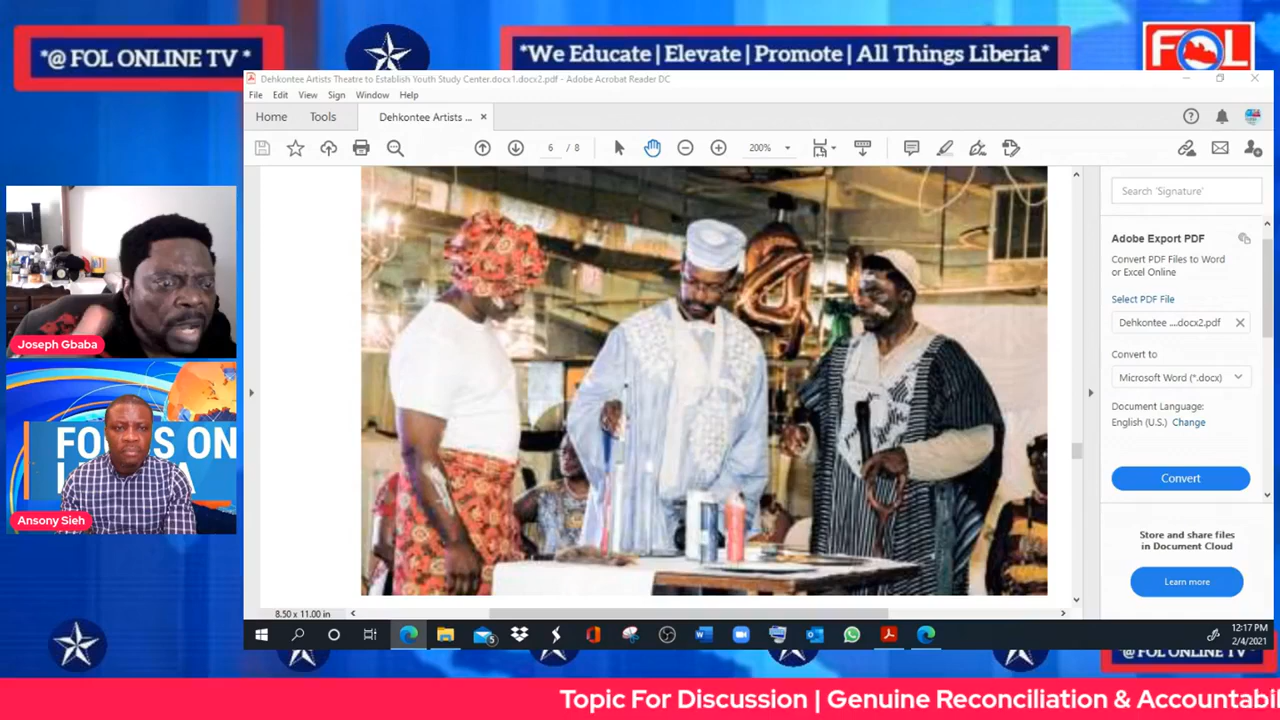 *@ FOL ONLINE TV *
*We Educate | Elevate | Promote | All Things Liberia*
FOL
Dehkontee Artists Theatre to Establish Youth Study Center.docx1.docx2.pdf - Adobe Acrobat Reader DC
File Edit View Sign Window Help
Home Tools Dehkontee Artists ...
6 / 8 200%
Search 'Signature'
Adobe Export PDF
Convert PDF Files to Word
or Excel Online
Select PDF File
Dehkontee ....docx2.pdf
Convert to
Microsoft Word (*.docx)
Document Language:
English (U.S.) Change
Convert
Store and share files
in Document Cloud
Learn more
Joseph Gbaba
FOCUS ON
Ansony Sieh
8.50 x 11.00 in
5
12:17 PM
2/4/2021
*@ FOL ONLINE TV *
Topic For Discussion | Genuine Reconciliation & Accountabi